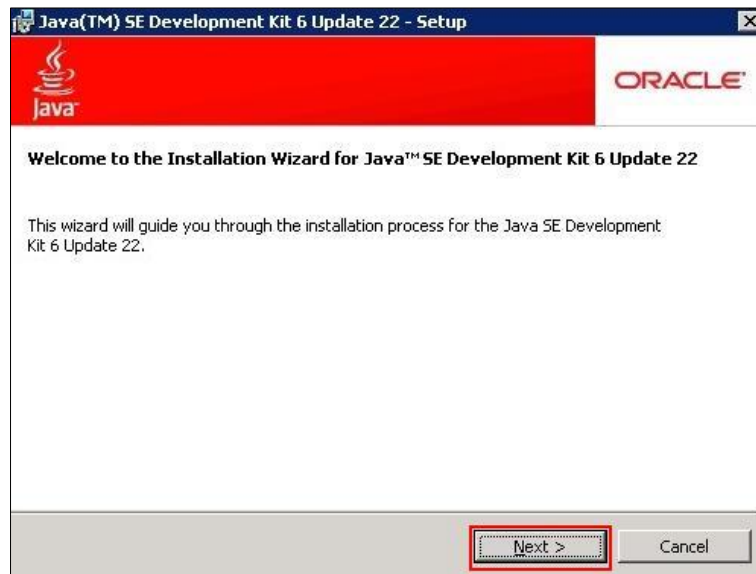 Java(TM) SE Development Kit 6 Update 22 - Setup
Java™
ORACLE®
Welcome to the Installation Wizard for Java™ SE Development Kit 6 Update 22
This wizard will guide you through the installation process for the Java SE Development
Kit 6 Update 22.
Next >
Cancel